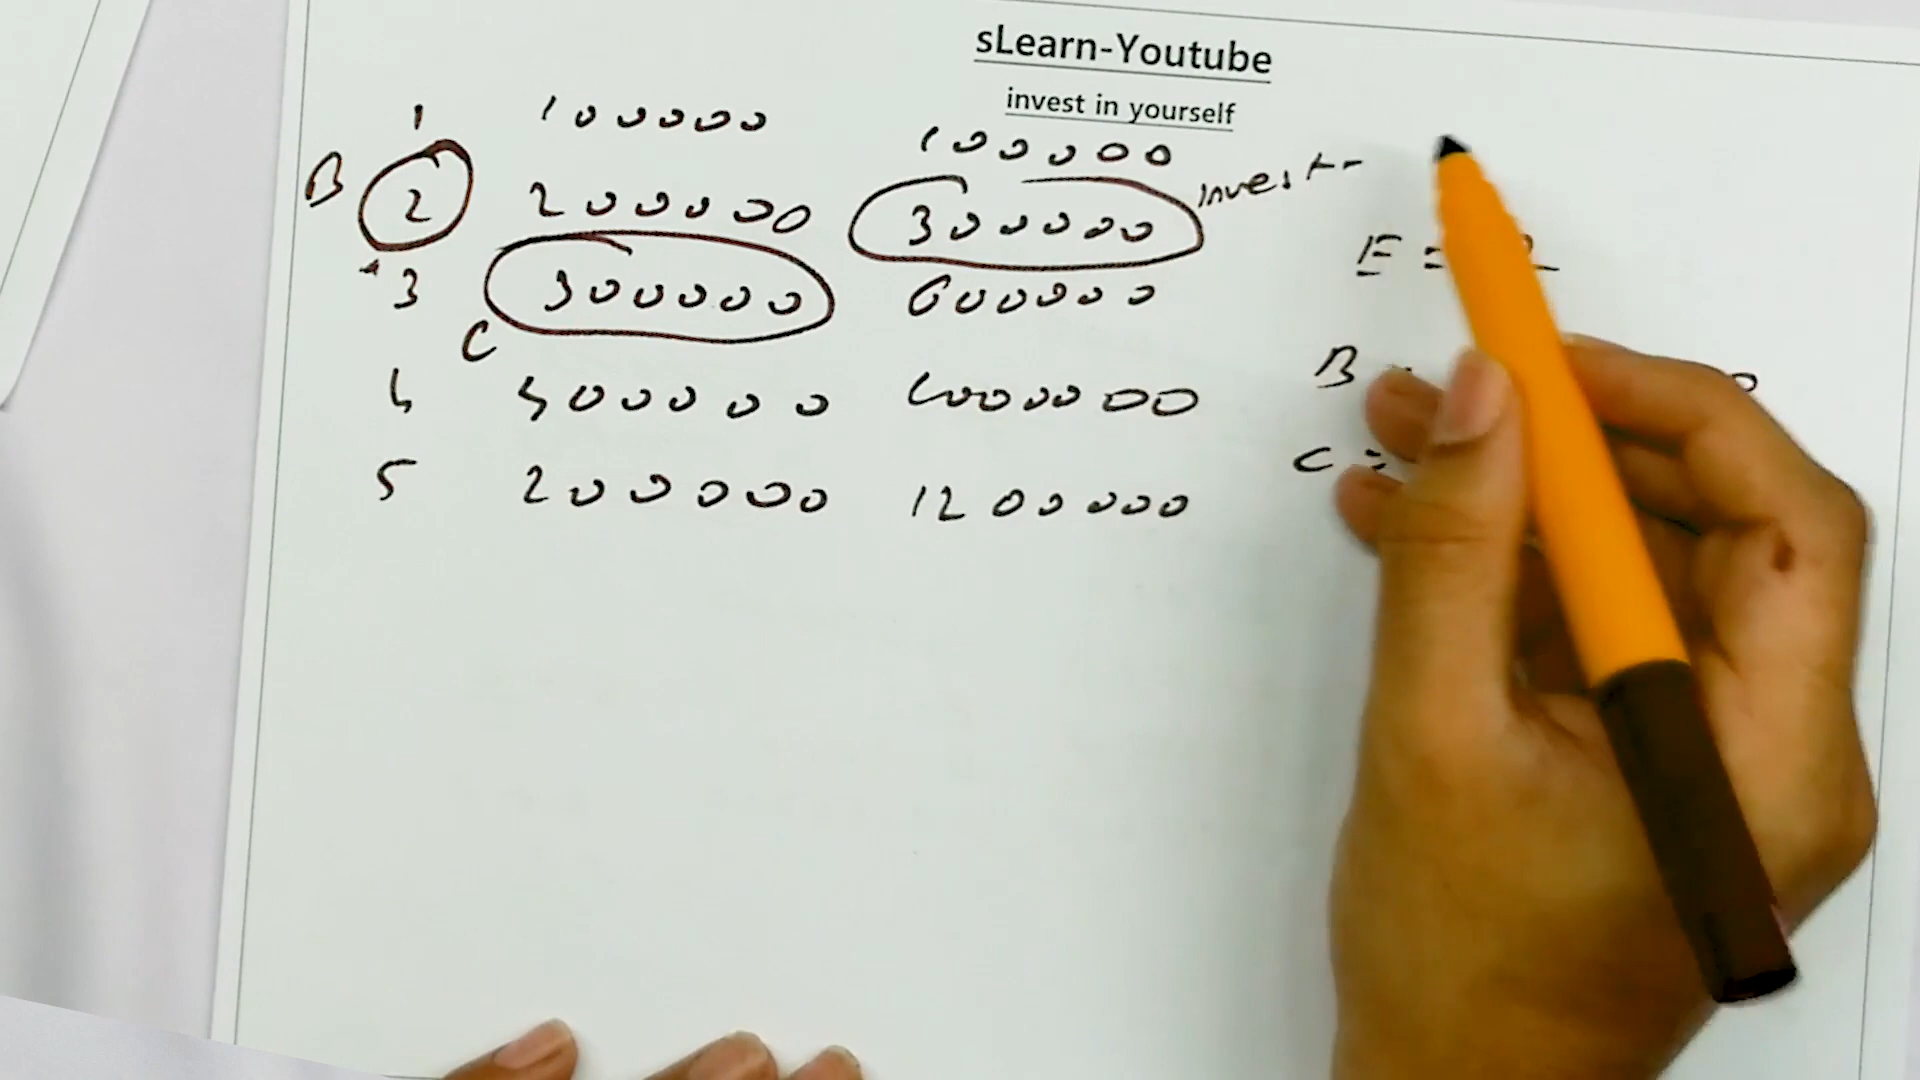 sLearn-Youtube
invest in yourself
1 100000 100000
B 2 200000 300000 Invest
3 300000 600000
C
4 400000 1000000
5 200000 1200000
E =
B
C =